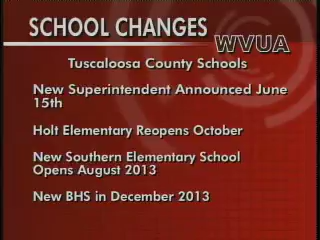 SCHOOL CHANGES
WVUA
Tuscaloosa County Schools
New Superintendent Announced June
15th
Holt Elementary Reopens October
New Southern Elementary School
Opens August 2013
New BHS in December 2013